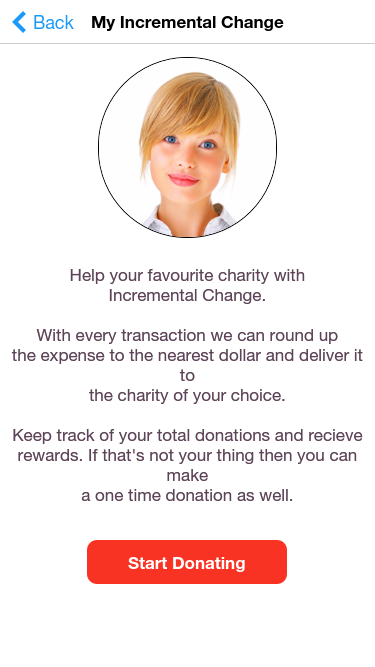 Back
My Incremental Change
Help your favourite charity with
Incremental Change.
With every transaction we can round up
the expense to the nearest dollar and deliver it
to
the charity of your choice.
Keep track of your total donations and recieve
rewards. If that's not your thing then you can
make
a one time donation as well.
Start Donating